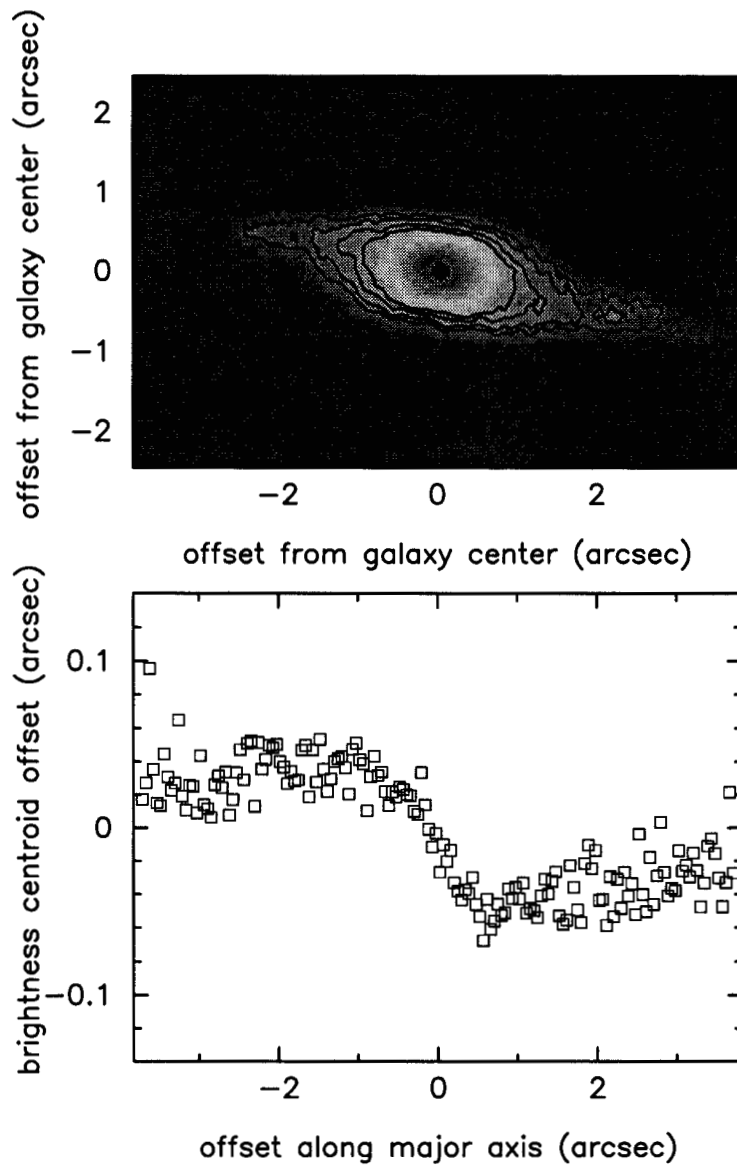 offset from galaxy center (arcsec)
2
1
0
−1
−2
−2 0 2
offset from galaxy center (arcsec)
brightness centroid offset (arcsec)
0.1
0
−0.1
−2 0 2
offset along major axis (arcsec)